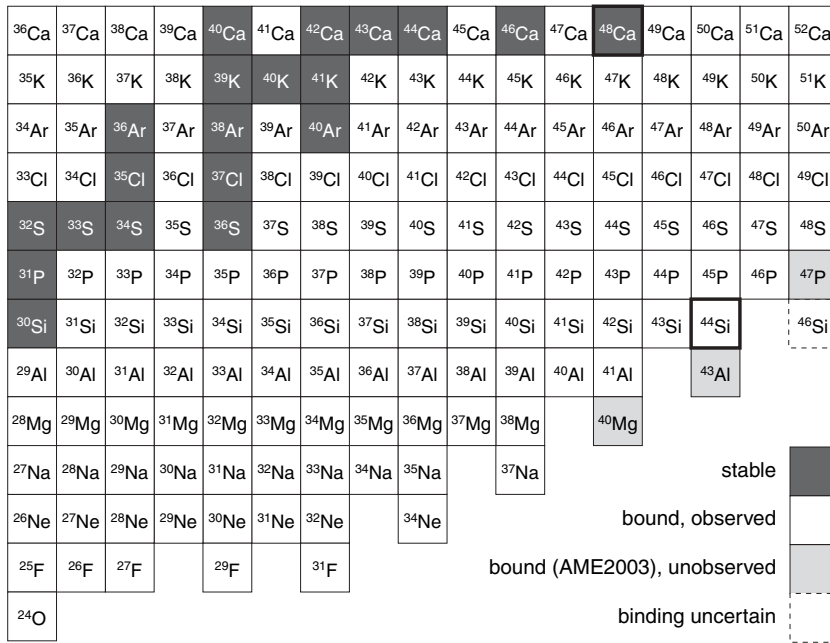 ³⁶Ca ³⁷Ca ³⁸Ca ³⁹Ca ⁴⁰Ca ⁴¹Ca ⁴²Ca ⁴³Ca ⁴⁴Ca ⁴⁵Ca ⁴⁶Ca ⁴⁷Ca ⁴⁸Ca ⁴⁹Ca ⁵⁰Ca ⁵¹Ca ⁵²Ca
³⁵K ³⁶K ³⁷K ³⁸K ³⁹K ⁴⁰K ⁴¹K ⁴²K ⁴³K ⁴⁴K ⁴⁵K ⁴⁶K ⁴⁷K ⁴⁸K ⁴⁹K ⁵⁰K ⁵¹K
³⁴Ar ³⁵Ar ³⁶Ar ³⁷Ar ³⁸Ar ³⁹Ar ⁴⁰Ar ⁴¹Ar ⁴²Ar ⁴³Ar ⁴⁴Ar ⁴⁵Ar ⁴⁶Ar ⁴⁷Ar ⁴⁸Ar ⁴⁹Ar ⁵⁰Ar
³³Cl ³⁴Cl ³⁵Cl ³⁶Cl ³⁷Cl ³⁸Cl ³⁹Cl ⁴⁰Cl ⁴¹Cl ⁴²Cl ⁴³Cl ⁴⁴Cl ⁴⁵Cl ⁴⁶Cl ⁴⁷Cl ⁴⁸Cl ⁴⁹Cl
³²S ³³S ³⁴S ³⁵S ³⁶S ³⁷S ³⁸S ³⁹S ⁴⁰S ⁴¹S ⁴²S ⁴³S ⁴⁴S ⁴⁵S ⁴⁶S ⁴⁷S ⁴⁸S
³¹P ³²P ³³P ³⁴P ³⁵P ³⁶P ³⁷P ³⁸P ³⁹P ⁴⁰P ⁴¹P ⁴²P ⁴³P ⁴⁴P ⁴⁵P ⁴⁶P ⁴⁷P
³⁰Si ³¹Si ³²Si ³³Si ³⁴Si ³⁵Si ³⁶Si ³⁷Si ³⁸Si ³⁹Si ⁴⁰Si ⁴¹Si ⁴²Si ⁴³Si ⁴⁴Si ⁴⁶Si
²⁹Al ³⁰Al ³¹Al ³²Al ³³Al ³⁴Al ³⁵Al ³⁶Al ³⁷Al ³⁸Al ³⁹Al ⁴⁰Al ⁴¹Al ⁴³Al
²⁸Mg ²⁹Mg ³⁰Mg ³¹Mg ³²Mg ³³Mg ³⁴Mg ³⁵Mg ³⁶Mg ³⁷Mg ³⁸Mg ⁴⁰Mg
²⁷Na ²⁸Na ²⁹Na ³⁰Na ³¹Na ³²Na ³³Na ³⁴Na ³⁵Na ³⁷Na stable
²⁶Ne ²⁷Ne ²⁸Ne ²⁹Ne ³⁰Ne ³¹Ne ³²Ne ³⁴Ne bound, observed
²⁵F ²⁶F ²⁷F ²⁹F ³¹F bound (AME2003), unobserved
²⁴O binding uncertain